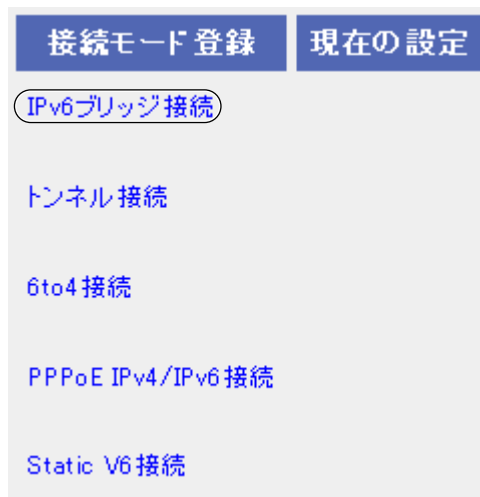 接続モード登録 現在の設定
IPv6ブリッジ接続
トンネル接続
6to4接続
PPPoE IPv4/IPv6接続
Static V6接続